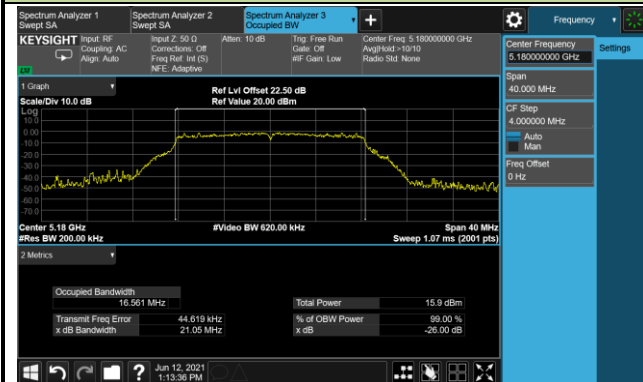 Spectrum Analyzer 1
Swept SA
Spectrum Analyzer 2
Swept SA
Spectrum Analyzer 3
Occupied BW
+
Frequency
KEYSIGHT
Input: RF
Coupling: AC
Align: Auto
Input Z: 50 Ω
Corrections: Off
Freq Ref: Int (S)
NFE: Adaptive
Atten: 10 dB
Trig: Free Run
Gate: Off
#IF Gain: Low
Center Freq: 5.180000000 GHz
Avg|Hold:>10/10
Radio Std: None
Center Frequency
5.180000000 GHz
Settings
Span
40.000 MHz
CF Step
4.000000 MHz
Auto
Man
Freq Offset
0 Hz
1 Graph
Scale/Div 10.0 dB
Ref Lvl Offset 22.50 dB
Ref Value 20.00 dBm
Log
10.0
0.00
-10.0
-20.0
-30.0
-40.0
-50.0
-60.0
-70.0
Center 5.18 GHz
#Video BW 620.00 kHz
Span 40 MHz
#Res BW 200.00 kHz
Sweep 1.07 ms (2001 pts)
2 Metrics
Occupied Bandwidth
16.561 MHz
Total Power
15.9 dBm
Transmit Freq Error
44.619 kHz
% of OBW Power
99.00 %
x dB Bandwidth
21.05 MHz
x dB
-26.00 dB
?
Jun 12, 2021
1:13:36 PM